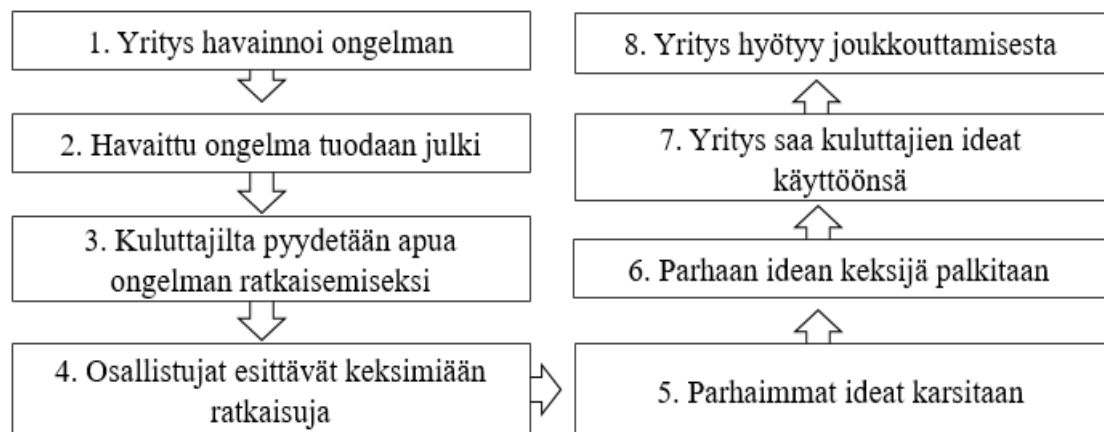 1. Yritys havainnoi ongelman
2. Havaittu ongelma tuodaan julki
3. Kuluttajilta pyydetään apua
ongelman ratkaisemiseksi
4. Osallistujat esittävät keksimiään
ratkaisuja
5. Parhaimmat ideat karsitaan
6. Parhaan idean keksijä palkitaan
7. Yritys saa kuluttajien ideat
käyttöönsä
8. Yritys hyötyy joukkouttamisesta